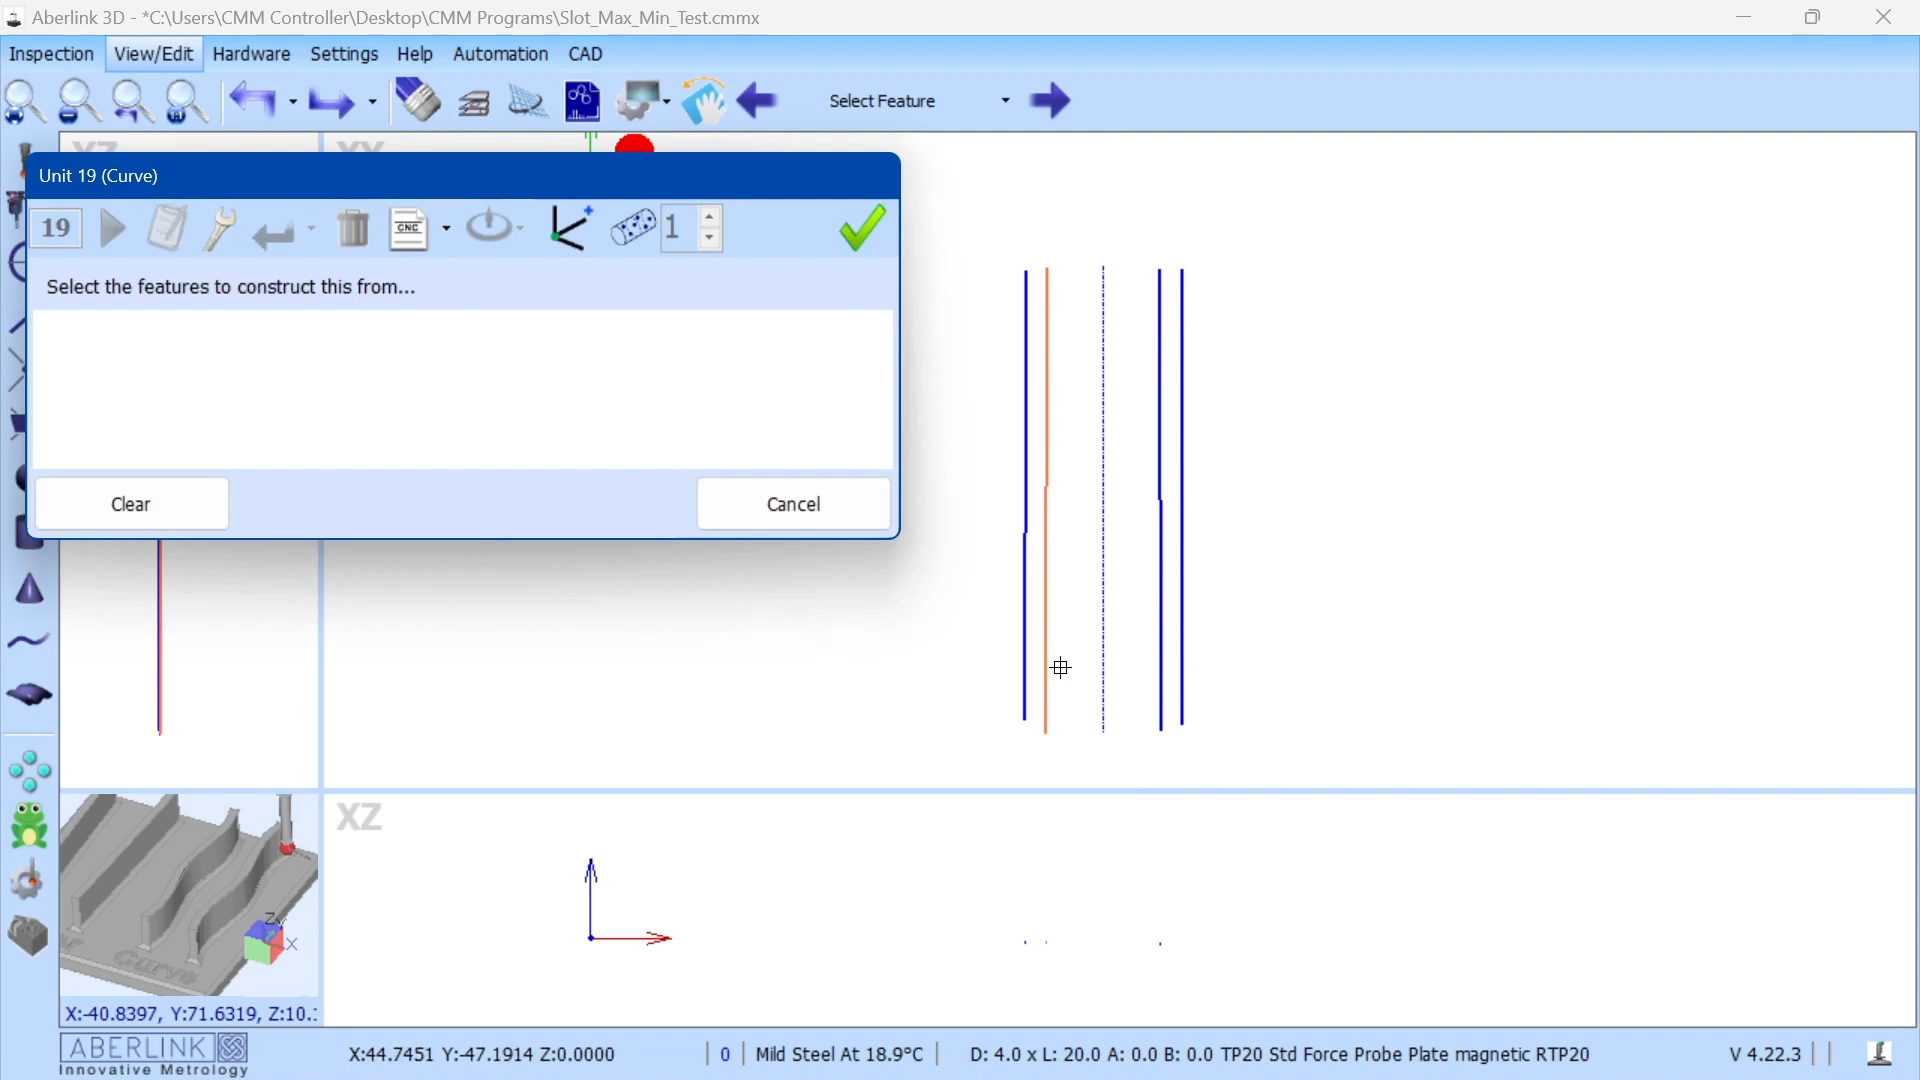 Aberlink 3D - *C:\Users\CMM Controller\Desktop\CMM Programs\Slot_Max_Min_Test.cmmx
Inspection View/Edit Hardware Settings Help Automation CAD
Select Feature
Unit 19 (Curve)
19
CNC
1
Select the features to construct this from...
Clear
Cancel
XZ
Curve
Z
X
X:-40.8397, Y:71.6319, Z:10.:
ABERLINK
Innovative Metrology
X:44.7451 Y:-47.1914 Z:0.0000
0
Mild Steel At 18.9°C
D: 4.0 x L: 20.0 A: 0.0 B: 0.0 TP20 Std Force Probe Plate magnetic RTP20
V 4.22.3